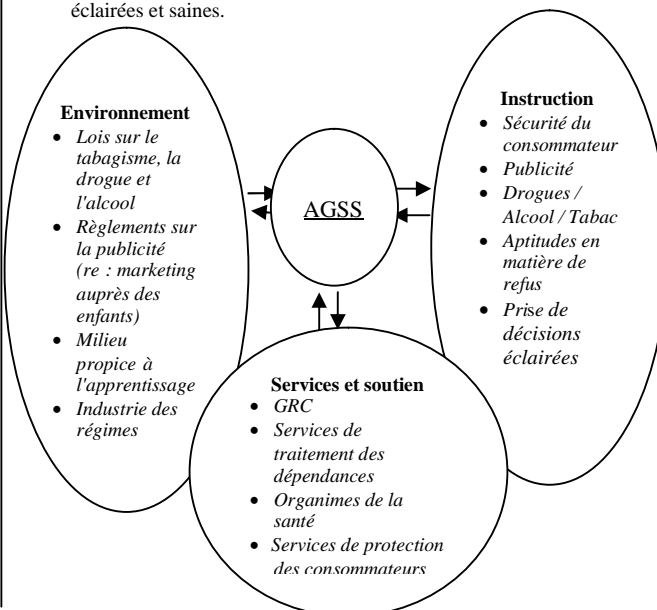 éclairées et saines.
Environnement
• Lois sur le
tabagisme, la
drogue et
l'alcool
• Règlements sur
la publicité
(re : marketing
auprès des
enfants)
• Milieu
propice à
l'apprentissage
• Industrie des
régimes
AGSS
Instruction
• Sécurité du
consommateur
• Publicité
• Drogues /
Alcool / Tabac
• Aptitudes en
matière de
refus
• Prise de
décisions
éclairées
Services et soutien
• GRC
• Services de
traitement des
dépendances
• Organimes de la
santé
• Services de protection
des consommateurs